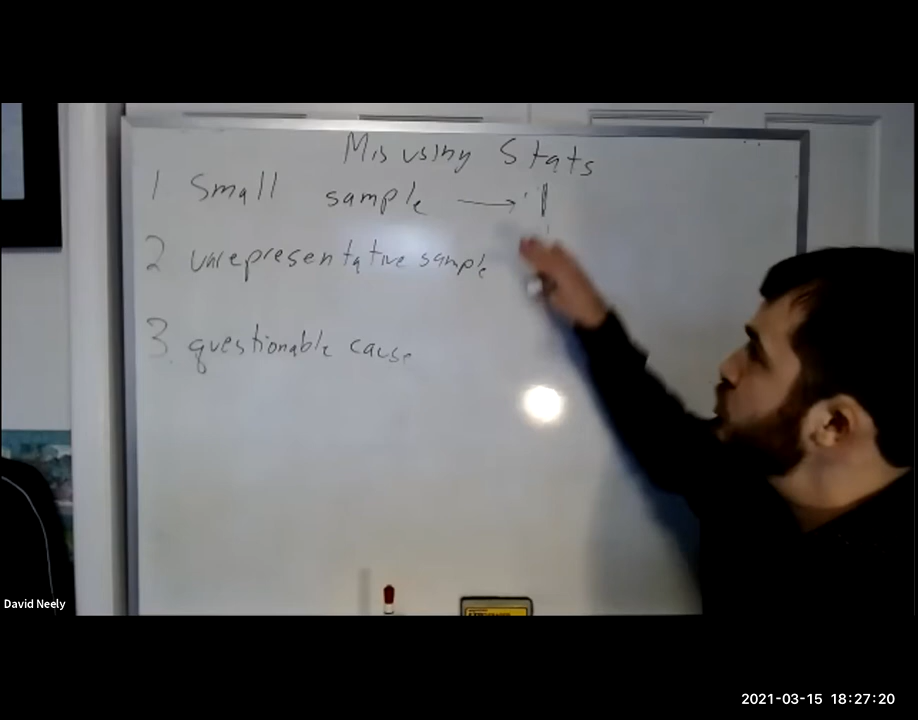 Misusing Stats
1 Small sample →
2 unrepresentative sample
3 questionable cause
David Neely
2021-03-15 18:27:20